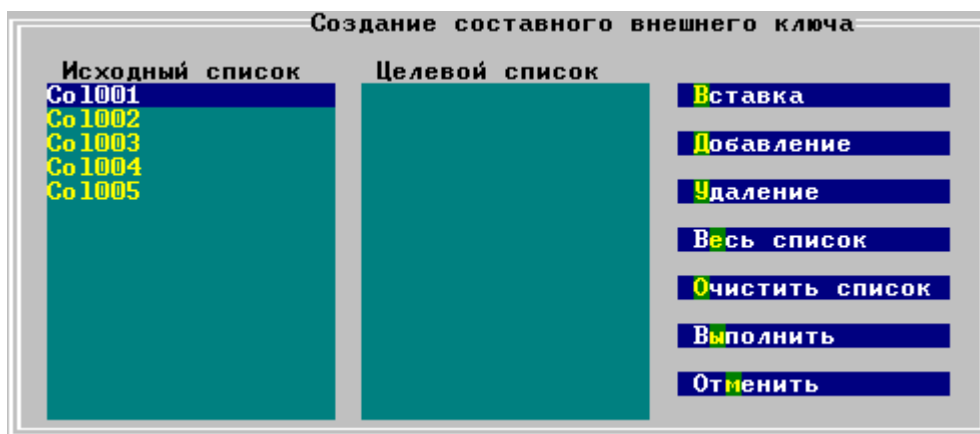 Создание составного внешнего ключа
Исходный список
Целевой список
Col001
Col002
Col003
Col004
Col005
Вставка
Добавление
Удаление
Весь список
Очистить список
Выполнить
Отменить